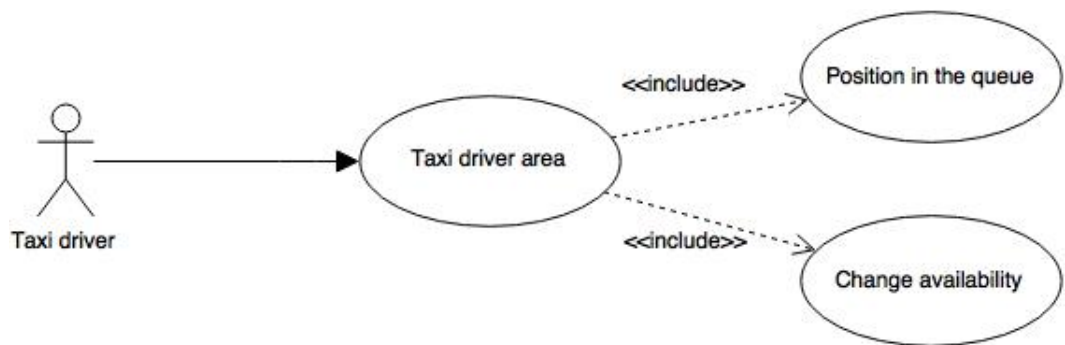 Position in the queue
<<include>>
Taxi driver area
Taxi driver
<<include>>
Change availability